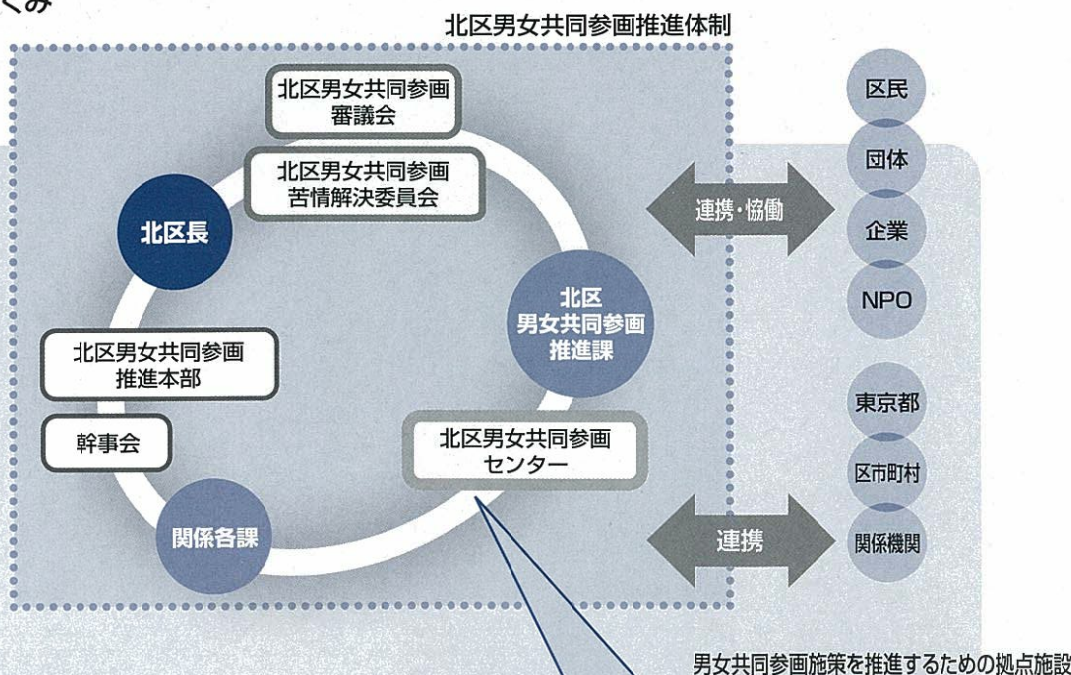 くみ
北区男女共同参画推進体制
北区男女共同参画
審議会
北区男女共同参画
苦情解決委員会
北区長
北区
男女共同参画
推進課
北区男女共同参画
推進本部
幹事会
北区男女共同参画
センター
関係各課
連携・恊働
連携
区民
団体
企業
NPO
東京都
区市町村
関係機関
男女共同参画施策を推進するための拠点施設